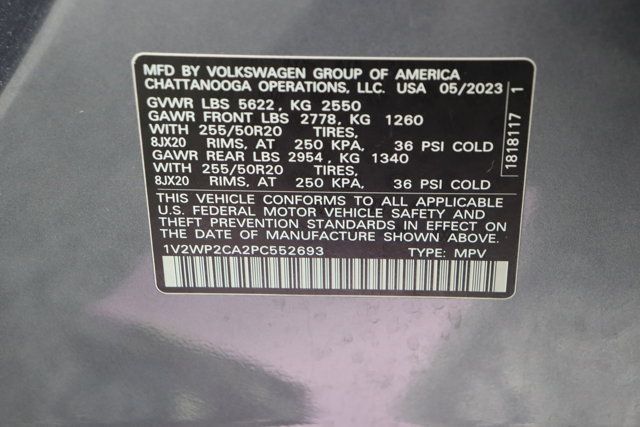 MFD BY VOLKSWAGEN GROUP OF AMERICA
CHATTANOOGA OPERATIONS, LLC. USA 05/2023
GVWR LBS 5622, KG 2550
GAWR FRONT LBS 2778, KG 1260
WITH 255/50R20 TIRES,
8JX20 RIMS, AT 250 KPA, 36 PSI COLD
GAWR REAR LBS 2954, KG 1340
WITH 255/50R20 TIRES,
8JX20 RIMS, AT 250 KPA, 36 PSI COLD
THIS VEHICLE CONFORMS TO ALL APPLICABLE
U.S. FEDERAL MOTOR VEHICLE SAFETY AND
THEFT PREVENTION STANDARDS IN EFFECT ON
THE DATE OF MANUFACTURE SHOWN ABOVE.
1V2WP2CA2PC552693 TYPE: MPV
1818117 1